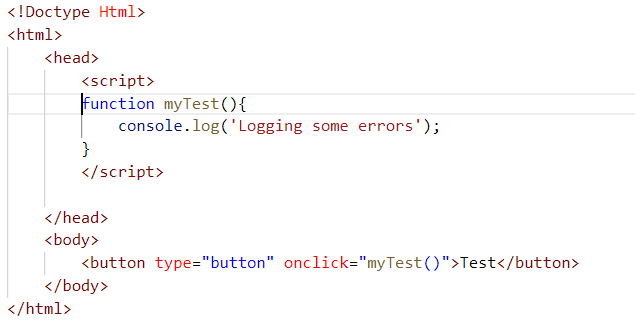 <!Doctype Html>
<html>
    <head>
        <script>
        function myTest(){
            console.log('Logging some errors');
        }
        </script>

    </head>
    <body>
        <button type="button" onclick="myTest()">Test</button>
    </body>
</html>